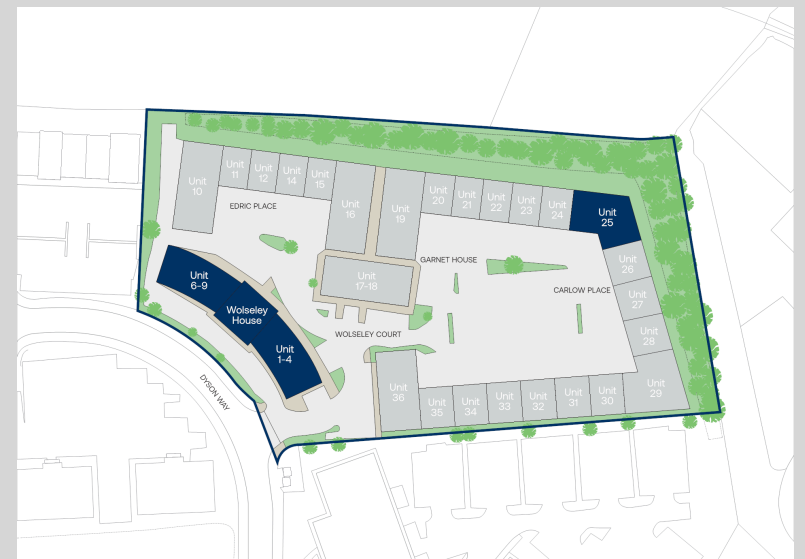 Unit
10
Unit
11
Unit
12
Unit
14
Unit
15
Unit
16
Unit
19
Unit
20
Unit
21
Unit
22
Unit
23
Unit
24
Unit
25
EDRIC PLACE
Unit
26
GARNET HOUSE
Unit
6-9
Unit
17-18
CARLOW PLACE
Unit
27
Wolseley
House
WOLSELEY COURT
Unit
28
Unit
1-4
DYSON WAY
Unit
36
Unit
35
Unit
34
Unit
33
Unit
32
Unit
31
Unit
30
Unit
29